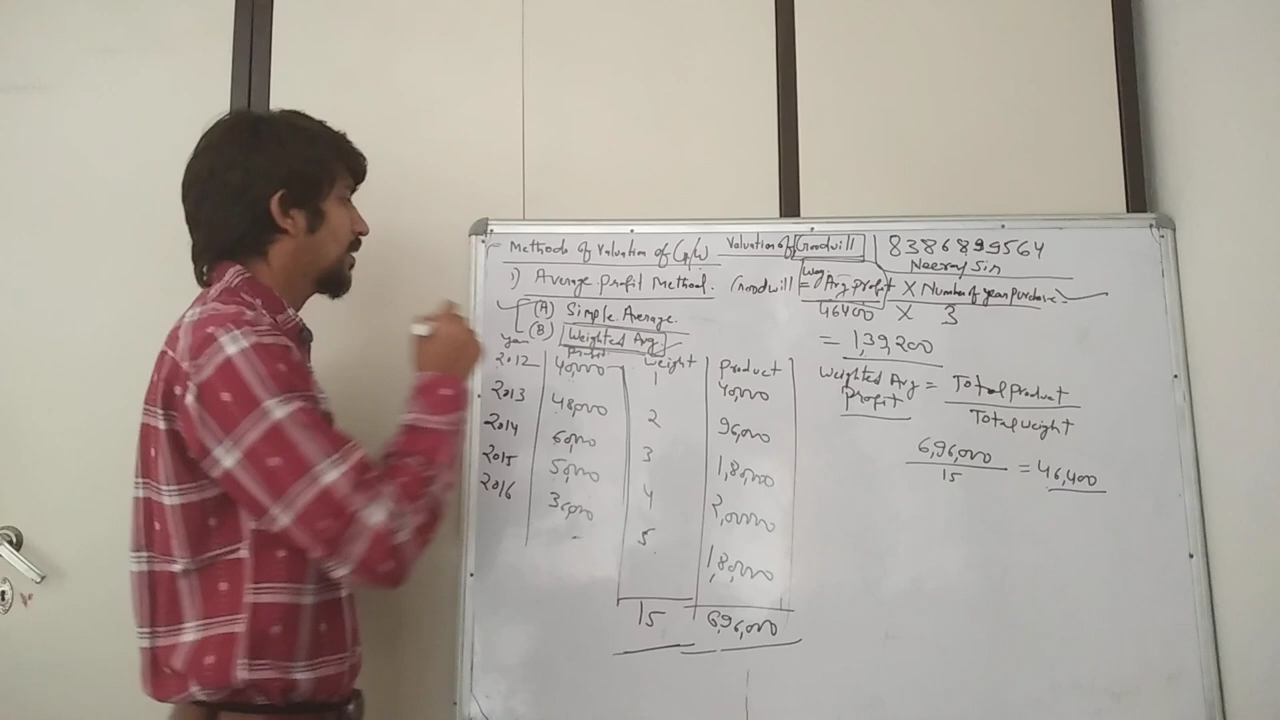 Methods of Valuation of G/W Valuation of Goodwill 8386899564
Neeraj Sir
1) Average Profit Method. Goodwill = Weg. Avg Profit X Number of year Purchase
46400 X 3
(A) Simple Average.
= 1,39,200
(B) Weighted Avg.
year Profit weight Product
2012 40,000 1 40,000
2013 48,000 2 96,000
2014 60,000 3 1,80,000
2015 50,000 4 2,00,000
2016 36,000 5 1,80,000
15 6,96,000
Weighted Avg Profit = Total Product
Total weight
6,96,000
15 = 46,400